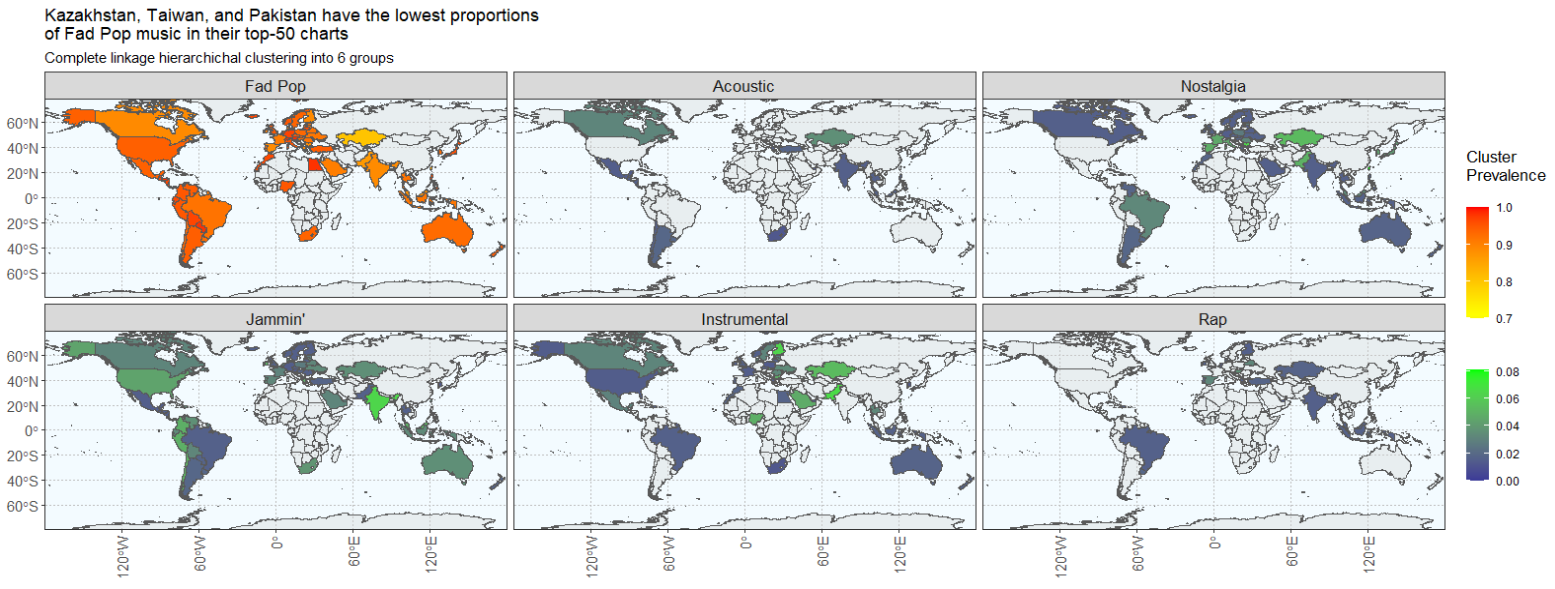 Kazakhstan, Taiwan, and Pakistan have the lowest proportions
of Fad Pop music in their top-50 charts
Complete linkage hierarchichal clustering into 6 groups
Fad Pop
Acoustic
Nostalgia
60°N
40°N
20°N
0°
20°S
40°S
60°S
Jammin'
Instrumental
Rap
60°N
40°N
20°N
0°
20°S
40°S
60°S
120°W
60°W
0°
60°E
120°E
120°W
60°W
0°
60°E
120°E
120°W
60°W
0°
60°E
120°E
Cluster
Prevalence
1.0
0.9
0.8
0.7
0.08
0.06
0.04
0.02
0.00